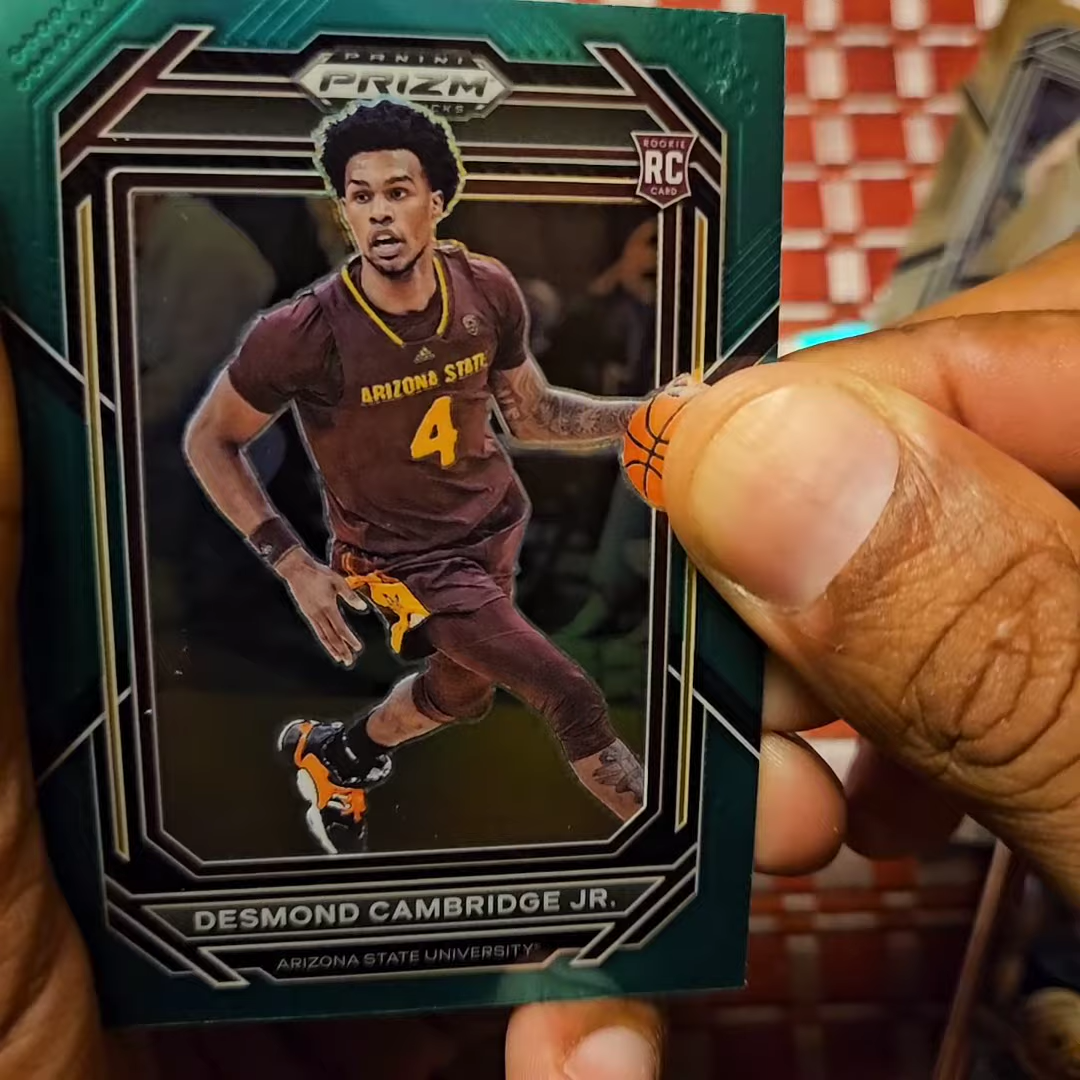 PANINI
PRIZM
ROOKIE
RC
CARD
ARIZONA STATE
4
DESMOND CAMBRIDGE JR.
ARIZONA STATE UNIVERSITY